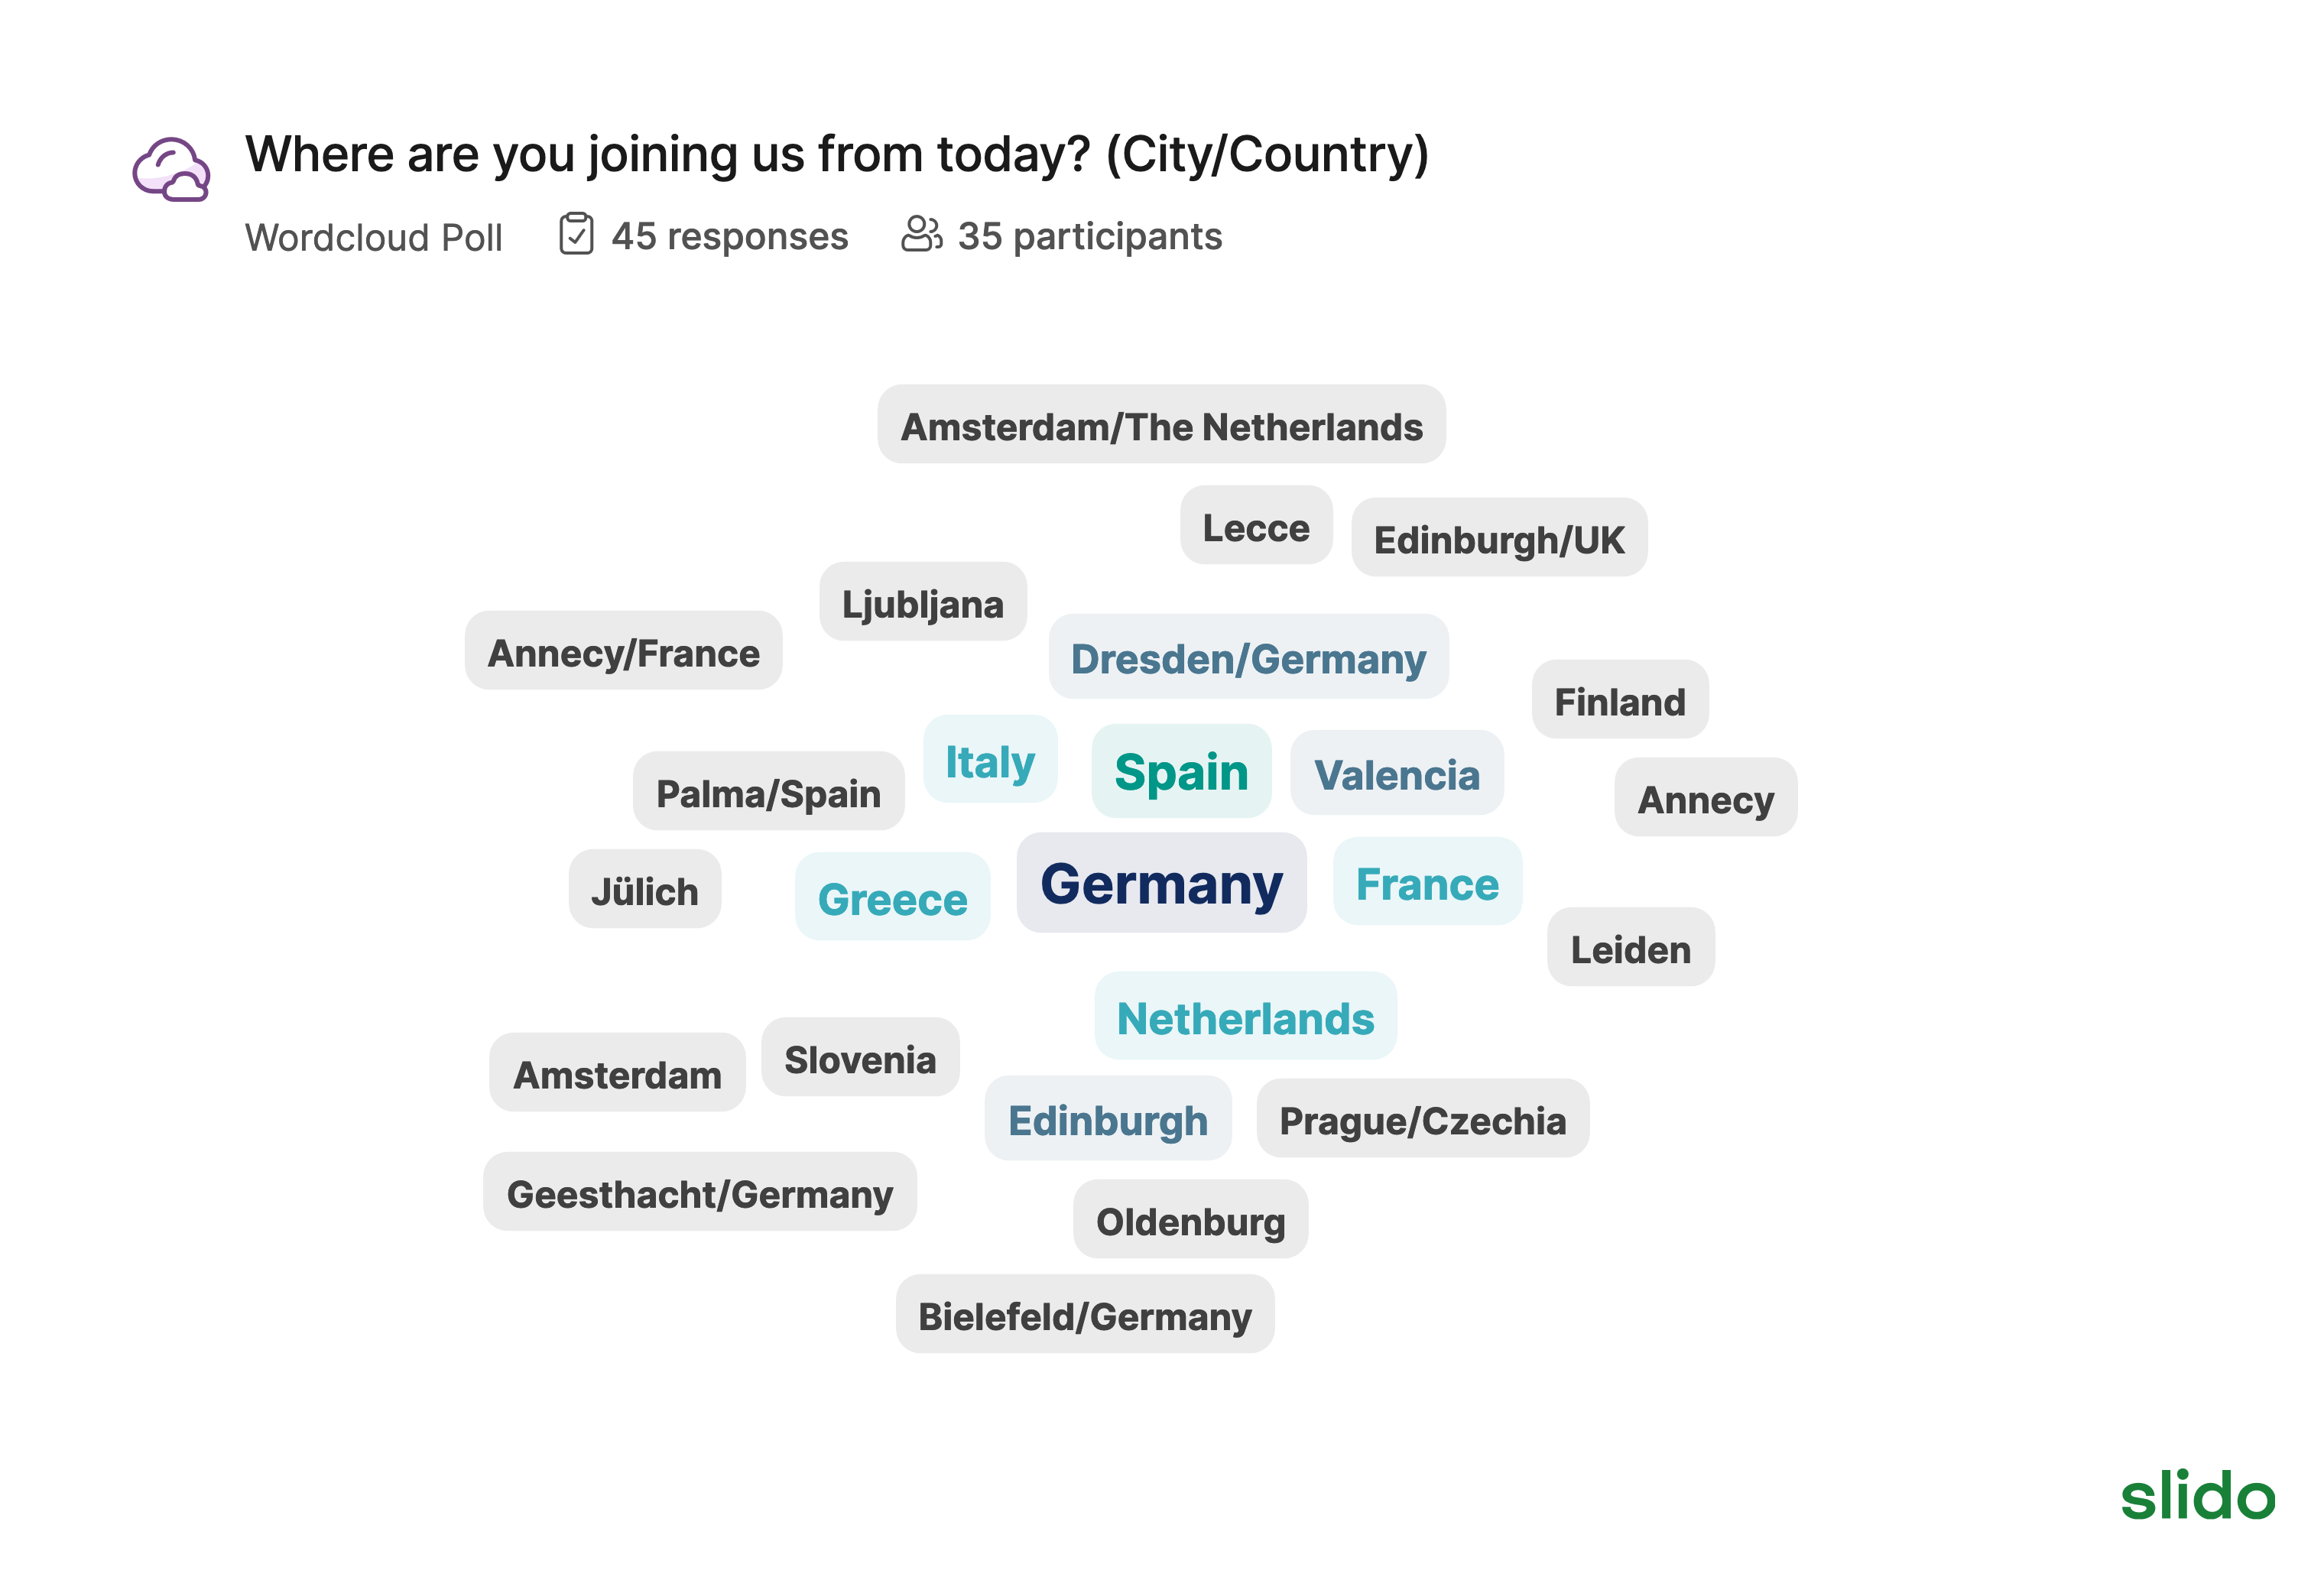 Where are you joining us from today? (City/Country)
Wordcloud Poll 45 responses 35 participants
Amsterdam/The Netherlands
Lecce
Edinburgh/UK
Ljubljana
Annecy/France
Dresden/Germany
Finland
Italy
Spain
Valencia
Palma/Spain
Annecy
Jülich
Greece
Germany
France
Leiden
Netherlands
Amsterdam
Slovenia
Edinburgh
Prague/Czechia
Geesthacht/Germany
Oldenburg
Bielefeld/Germany
slido